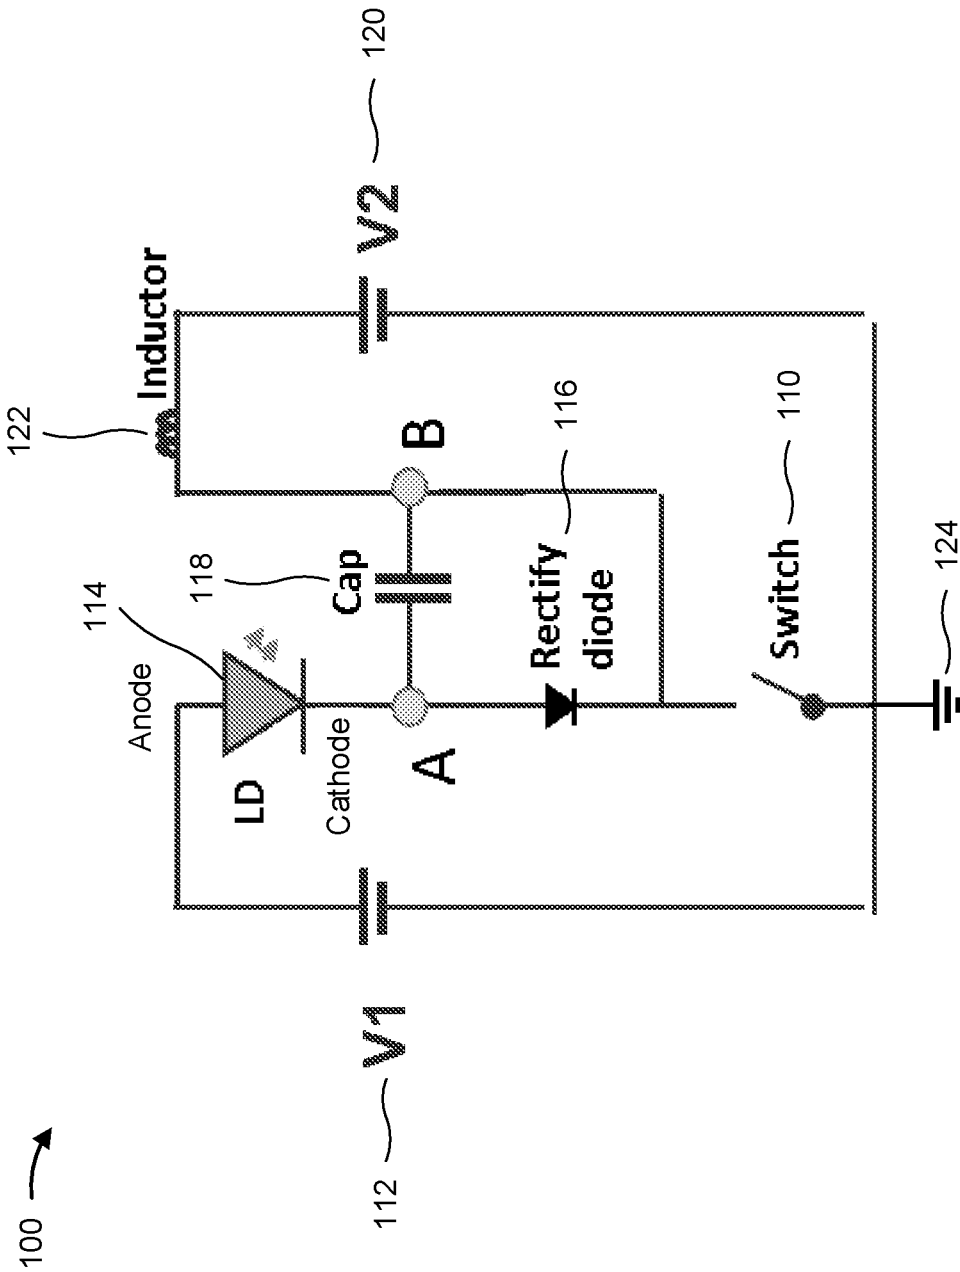 100
112
V1
LD
Anode
Cathode
A
114
118
Cap
B
122
Inductor
V2
120
Rectify
diode
116
Switch
110
124